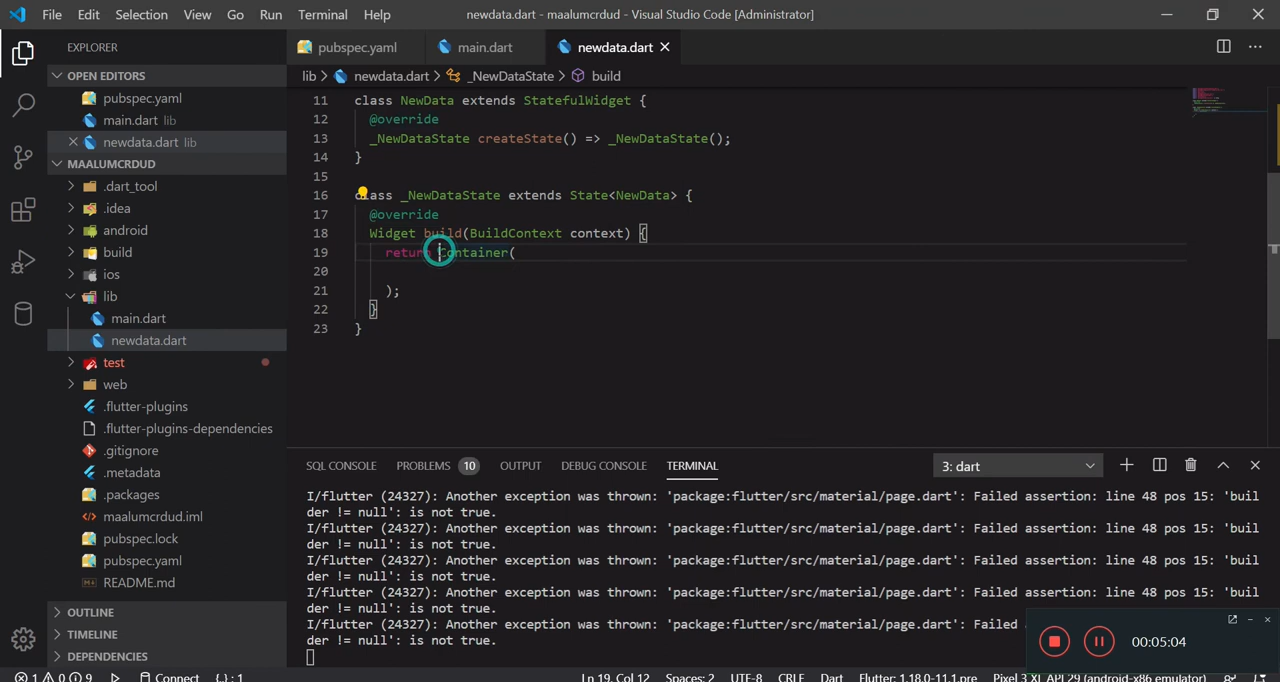 File Edit Selection View Go Run Terminal Help newdata.dart - maalumcrdud - Visual Studio Code [Administrator]
EXPLORER
OPEN EDITORS
pubspec.yaml
main.dart lib
newdata.dart lib
MAALUMCRDUD
.dart_tool
.idea
android
build
ios
lib
main.dart
newdata.dart
test
web
.flutter-plugins
.flutter-plugins-dependencies
.gitignore
.metadata
.packages
maalumcrdud.iml
pubspec.lock
pubspec.yaml
README.md
OUTLINE
TIMELINE
DEPENDENCIES
pubspec.yaml main.dart newdata.dart
lib > newdata.dart > _NewDataState > build
11 class NewData extends StatefulWidget {
12 @override
13 _NewDataState createState() => _NewDataState();
14 }
15
16 class _NewDataState extends State<NewData> {
17 @override
18 Widget build(BuildContext context) {
19 return Container(
20
21 );
22 }
23 }
SQL CONSOLE PROBLEMS 10 OUTPUT DEBUG CONSOLE TERMINAL 3: dart
I/flutter (24327): Another exception was thrown: 'package:flutter/src/material/page.dart': Failed assertion: line 48 pos 15: 'buil
der != null': is not true.
I/flutter (24327): Another exception was thrown: 'package:flutter/src/material/page.dart': Failed assertion: line 48 pos 15: 'buil
der != null': is not true.
I/flutter (24327): Another exception was thrown: 'package:flutter/src/material/page.dart': Failed assertion: line 48 pos 15: 'buil
der != null': is not true.
I/flutter (24327): Another exception was thrown: 'package:flutter/src/material/page.dart': Failed assertion: line 48 pos 15: 'buil
der != null': is not true.
I/flutter (24327): Another exception was thrown: 'package:flutter/src/material/page.dart': Failed
der != null': is not true.
00:05:04
1 0 9 Connect {} : 1 Ln 19, Col 12 Spaces: 2 UTF-8 CRLF Dart Flutter: 1.18.0-11.1.pre Pixel 3 XL API 29 (android-x86 emulator)